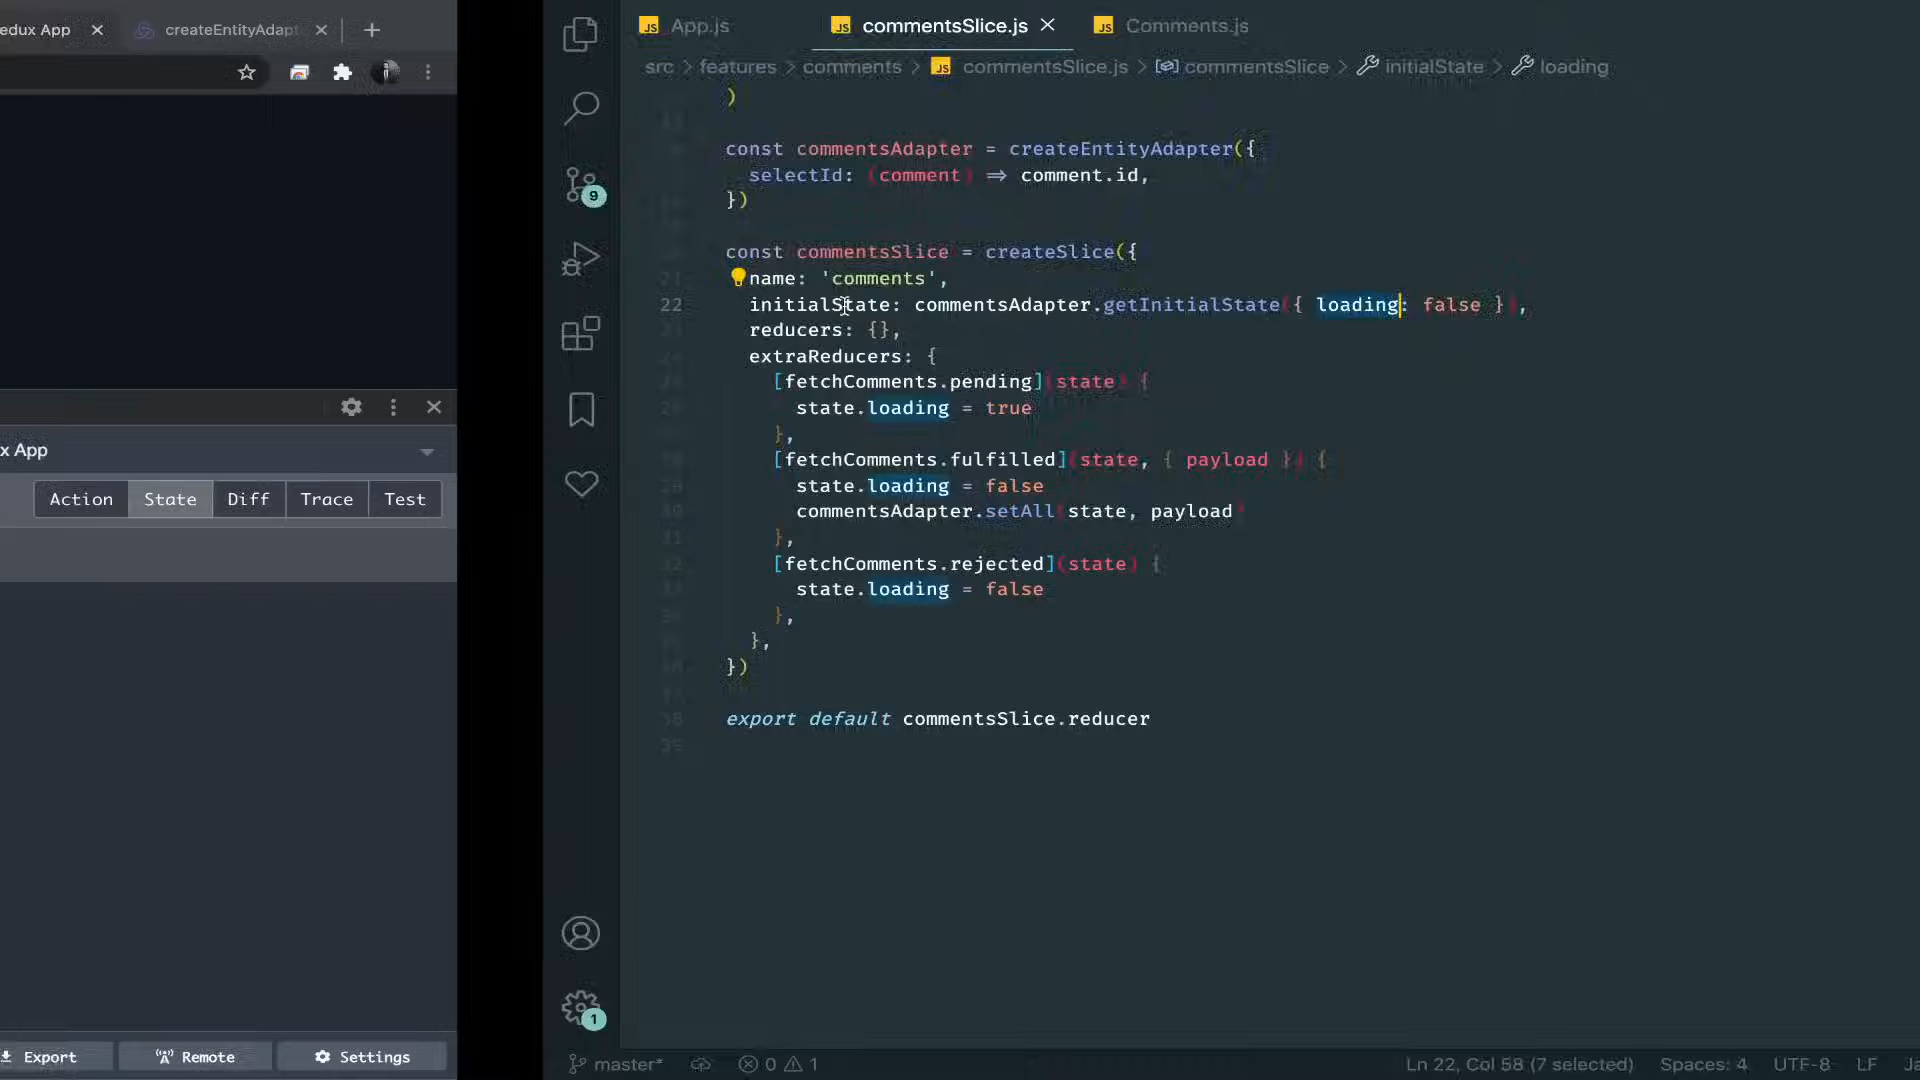 edux App
createEntityAdapt
x App
Action State Diff Trace Test
Export Remote Settings
9
1
App.js commentsSlice.js Comments.js
src > features > comments > commentsSlice.js > commentsSlice > initialState > loading
)
const commentsAdapter = createEntityAdapter({
selectId: (comment) => comment.id,
})
const commentsSlice = createSlice({
name: 'comments',
22 initialState: commentsAdapter.getInitialState({ loading: false }),
reducers: {},
extraReducers: {
[fetchComments.pending](state) {
state.loading = true
},
[fetchComments.fulfilled](state, { payload }) {
state.loading = false
commentsAdapter.setAll(state, payload)
},
[fetchComments.rejected](state) {
state.loading = false
},
},
})
export default commentsSlice.reducer
master* 0 1 Ln 22, Col 58 (7 selected) Spaces: 4 UTF-8 LF Ja